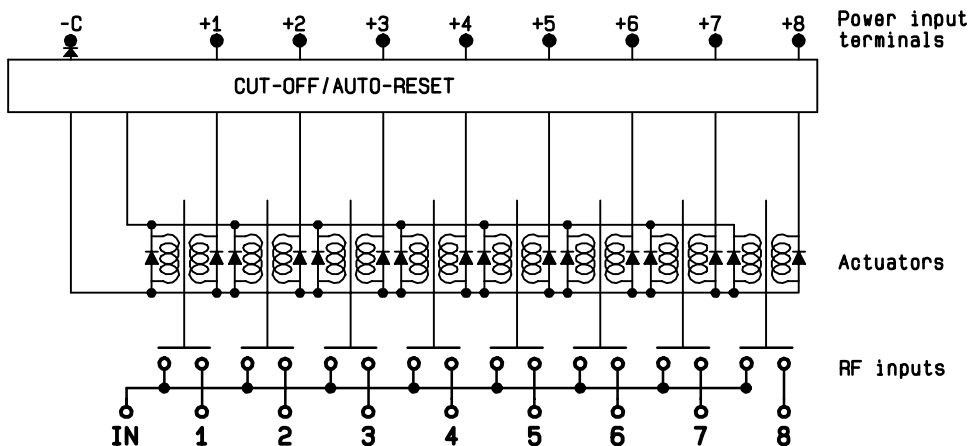 -C +1 +2 +3 +4 +5 +6 +7 +8
Power input
terminals
CUT-OFF/AUTO-RESET
Actuators
RF inputs
IN 1 2 3 4 5 6 7 8